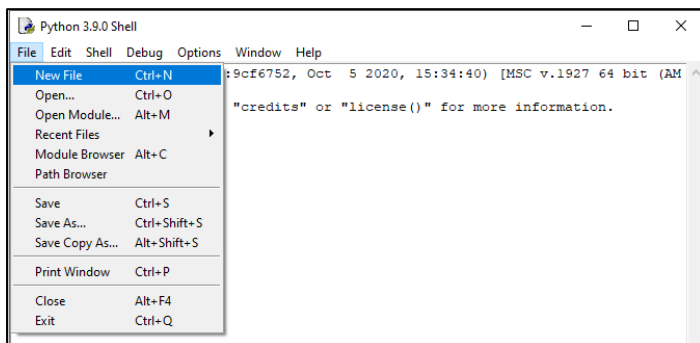 Python 3.9.0 Shell
File Edit Shell Debug Options Window Help
New File Ctrl+N
:9cf6752, Oct 5 2020, 15:34:40) [MSC v.1927 64 bit (AM
Open... Ctrl+O
"credits" or "license()" for more information.
Open Module... Alt+M
Recent Files
Module Browser Alt+C
Path Browser
Save Ctrl+S
Save As... Ctrl+Shift+S
Save Copy As... Alt+Shift+S
Print Window Ctrl+P
Close Alt+F4
Exit Ctrl+Q